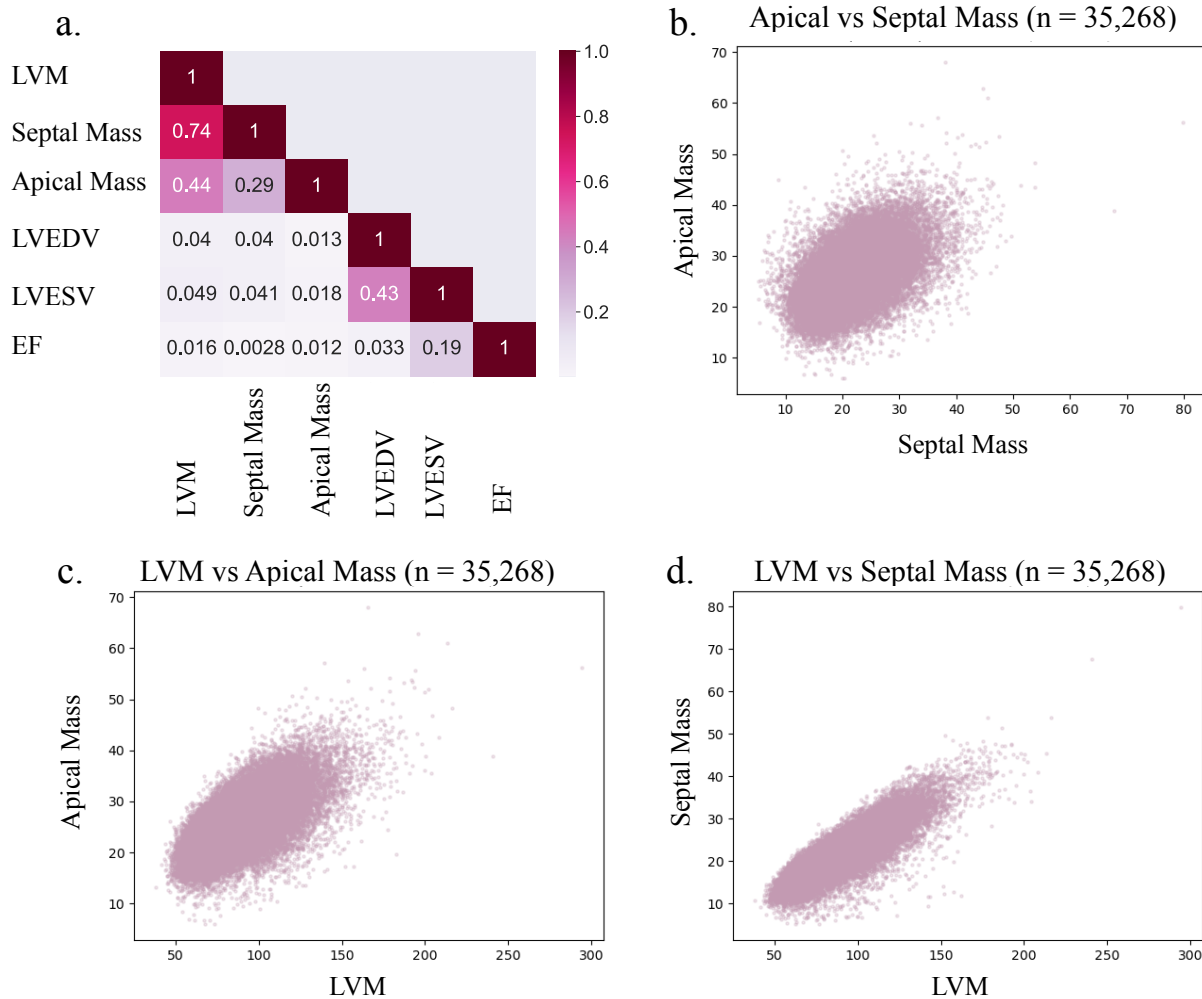 a.
1.0
LVM
1
0.8
Septal Mass
0.74
1
Apical Mass
0.44
0.29
1
0.6
LVEDV
0.04
0.04
0.013
1
0.4
LVESV
0.049
0.041
0.018
0.43
1
0.2
EF
0.016
0.0028
0.012
0.033
0.19
1
LVM
Septal Mass
Apical Mass
LVEDV
LVESV
EF
b.
Apical vs Septal Mass (n = 35,268)
Apical Mass
70
60
50
40
30
20
10
10
20
30
40
50
60
70
80
Septal Mass
c.
LVM vs Apical Mass (n = 35,268)
Apical Mass
70
60
50
40
30
20
10
50
100
150
200
250
300
LVM
d.
LVM vs Septal Mass (n = 35,268)
Septal Mass
80
70
60
50
40
30
20
10
50
100
150
200
250
300
LVM